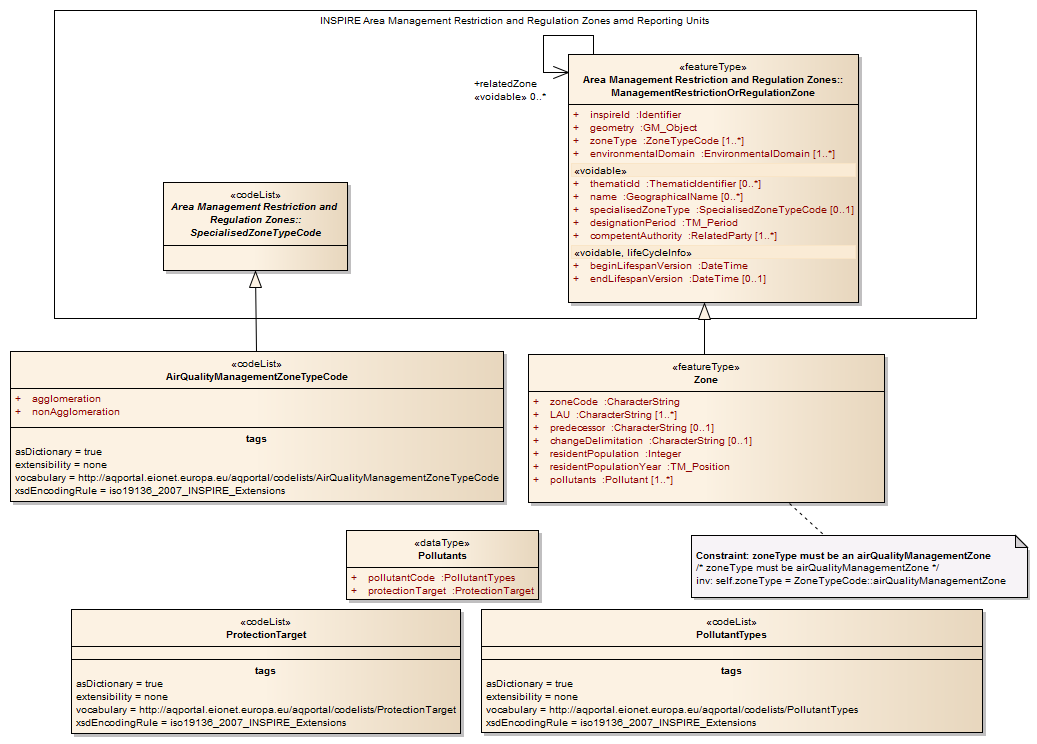 INSPIRE Area Management Restriction and Regulation Zones amd Reporting Units
+relatedZone
«voidable» 0..*
«featureType»
Area Management Restriction and Regulation Zones::
ManagementRestrictionOrRegulationZone
+ inspireId :Identifier
+ geometry :GM_Object
+ zoneType :ZoneTypeCode [1..*]
+ environmentalDomain :EnvironmentalDomain [1..*]
«voidable»
+ thematicId :ThematicIdentifier [0..*]
+ name :GeographicalName [0..*]
+ specialisedZoneType :SpecialisedZoneTypeCode [0..1]
+ designationPeriod :TM_Period
+ competentAuthority :RelatedParty [1..*]
«voidable, lifeCycleInfo»
+ beginLifespanVersion :DateTime
+ endLifespanVersion :DateTime [0..1]
«codeList»
Area Management Restriction and
Regulation Zones::
SpecialisedZoneTypeCode
«codeList»
AirQualityManagementZoneTypeCode
+ agglomeration
+ nonAgglomeration
tags
asDictionary = true
extensibility = none
vocabulary = http://aqportal.eionet.europa.eu/aqportal/codelists/AirQualityManagementZoneTypeCode
xsdEncodingRule = iso19136_2007_INSPIRE_Extensions
«featureType»
Zone
+ zoneCode :CharacterString
+ LAU :CharacterString [1..*]
+ predecessor :CharacterString [0..1]
+ changeDelimitation :CharacterString [0..1]
+ residentPopulation :Integer
+ residentPopulationYear :TM_Position
+ pollutants :Pollutant [1..*]
«dataType»
Pollutants
+ pollutantCode :PollutantTypes
+ protectionTarget :ProtectionTarget
Constraint: zoneType must be an airQualityManagementZone
/* zoneType must be airQualityManagementZone */
inv: self.zoneType = ZoneTypeCode::airQualityManagementZone
«codeList»
ProtectionTarget
tags
asDictionary = true
extensibility = none
vocabulary = http://aqportal.eionet.europa.eu/aqportal/codelists/ProtectionTarget
xsdEncodingRule = iso19136_2007_INSPIRE_Extensions
«codeList»
PollutantTypes
tags
asDictionary = true
extensibility = none
vocabulary = http://aqportal.eionet.europa.eu/aqportal/codelists/PollutantTypes
xsdEncodingRule = iso19136_2007_INSPIRE_Extensions